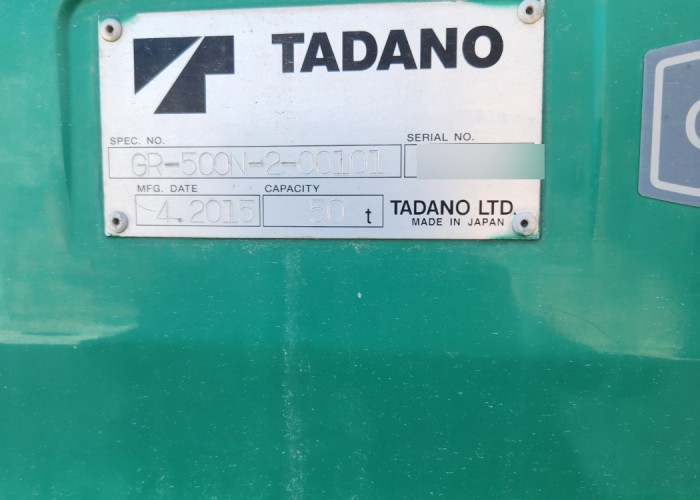 TADANO
SPEC. NO.
SERIAL NO.
GR-500N-2-00101
MFG. DATE
CAPACITY
4.2015
50 t
TADANO LTD.
MADE IN JAPAN